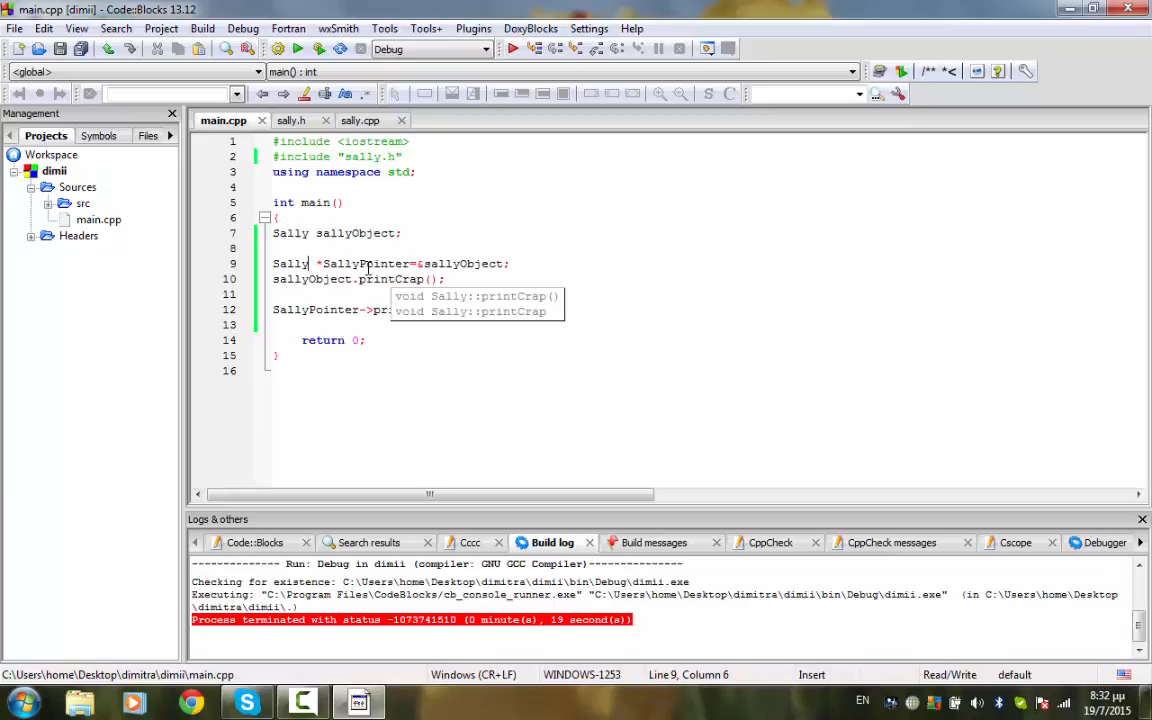 main.cpp [dimii] - Code::Blocks 13.12
File Edit View Search Project Build Debug Fortran wxSmith Tools Tools+ Plugins DoxyBlocks Settings Help
Debug
<global>
main() : int
/** *<
S C
Management
Projects Symbols Files
Workspace
dimii
Sources
src
main.cpp
Headers
main.cpp sally.h sally.cpp
1 #include <iostream>
2 #include "sally.h"
3 using namespace std;
4
5 int main()
6 {
7 Sally sallyObject;
8
9 Sally *SallyPointer=&sallyObject;
10 sallyObject.printCrap();
11
void Sally::printCrap()
void Sally::printCrap
12 SallyPointer->pri
13
14 return 0;
15 }
16
Logs & others
Code::Blocks Search results Cccc Build log Build messages CppCheck CppCheck messages Cscope Debugger
-------------- Run: Debug in dimii (compiler: GNU GCC Compiler)---------------
Checking for existence: C:\Users\home\Desktop\dimitra\dimii\bin\Debug\dimii.exe
Executing: "C:\Program Files\CodeBlocks/cb_console_runner.exe" "C:\Users\home\Desktop\dimitra\dimii\bin\Debug\dimii.exe" (in C:\Users\home\Desktop
\dimitra\dimii\.)
Process terminated with status -1073741510 (0 minute(s), 19 second(s))
C:\Users\home\Desktop\dimitra\dimii\main.cpp Windows (CR+LF) WINDOWS-1253 Line 9, Column 6 Insert Read/Write default
EN
8:32 μμ
19/7/2015